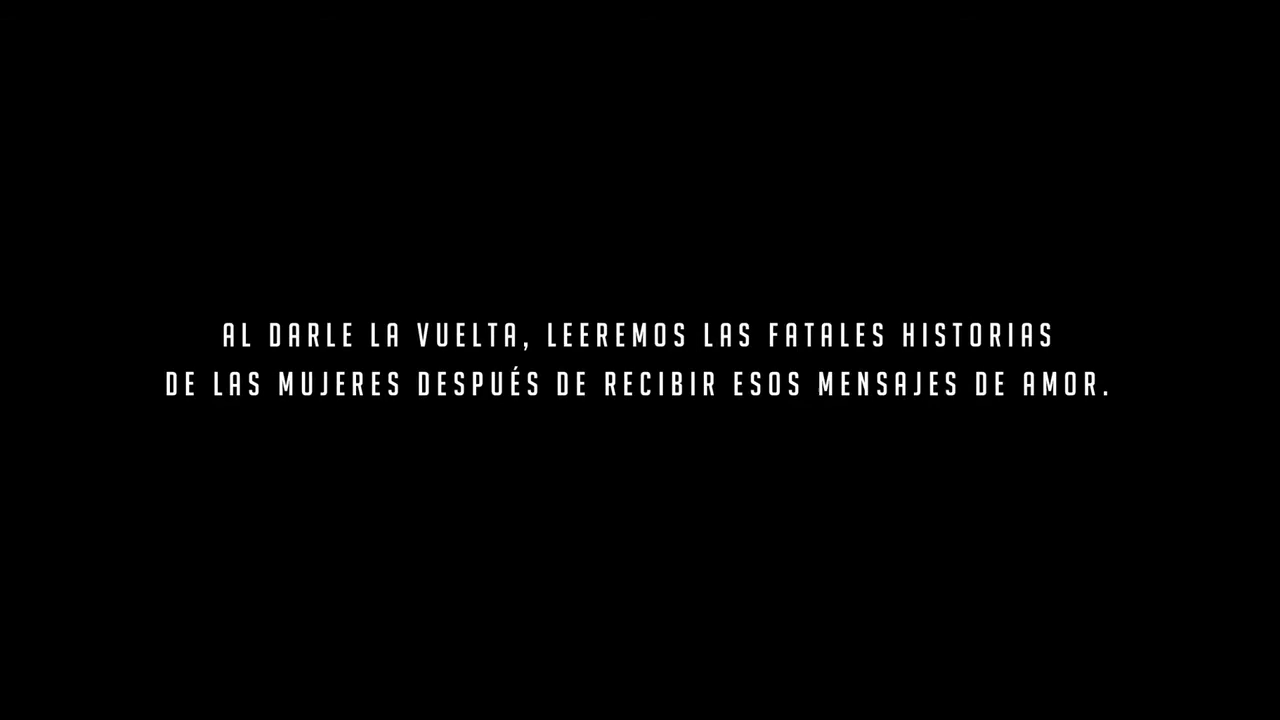 AL DARLE LA VUELTA, LEEREMOS LAS FATALES HISTORIAS
DE LAS MUJERES DESPUÉS DE RECIBIR ESOS MENSAJES DE AMOR.